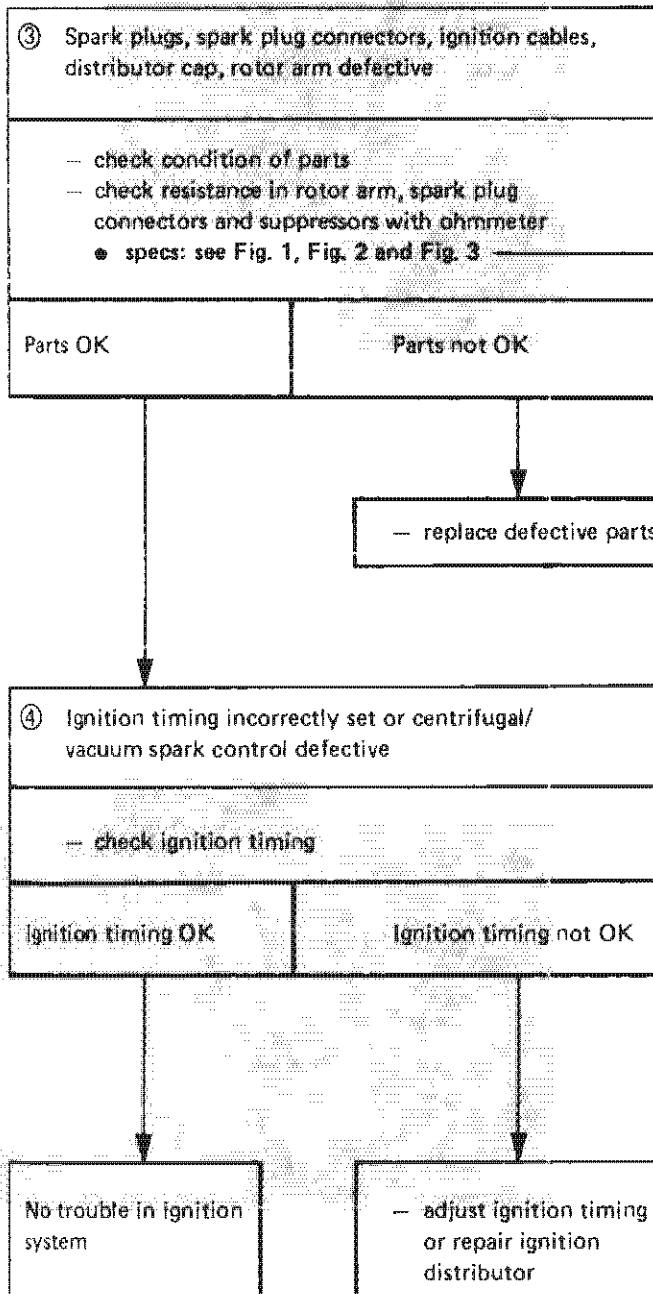 ③ Spark plugs, spark plug connectors, ignition cables,
distributor cap, rotor arm defective
— check condition of parts
— check resistance in rotor arm, spark plug
connectors and suppressors with ohmmeter
● specs: see Fig. 1, Fig. 2 and Fig. 3
Parts OK
Parts not OK
— replace defective parts
④ Ignition timing incorrectly set or centrifugal/
vacuum spark control defective
— check ignition timing
Ignition timing OK
Ignition timing not OK
No trouble in ignition
system
— adjust ignition timing
or repair ignition
distributor